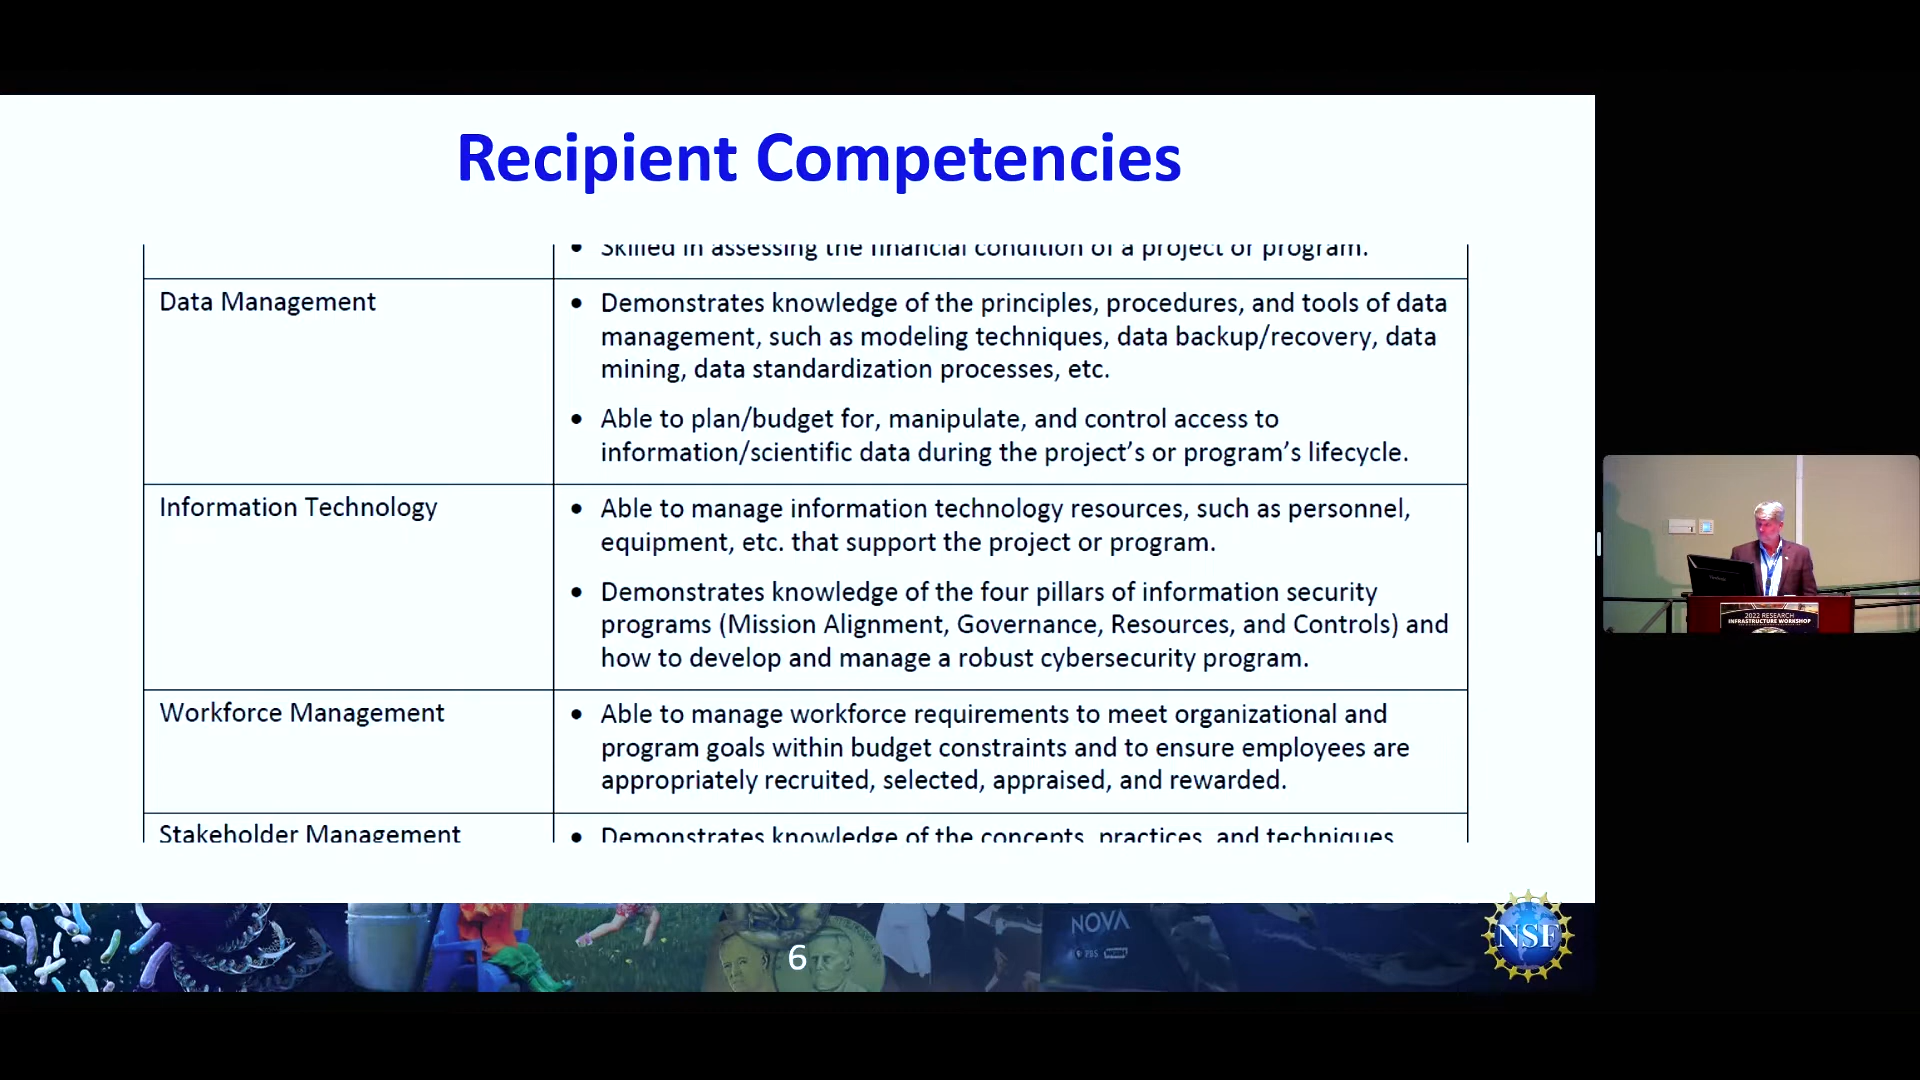 Recipient Competencies
• Skilled in assessing the financial condition of a project or program.
Data Management
• Demonstrates knowledge of the principles, procedures, and tools of data
management, such as modeling techniques, data backup/recovery, data
mining, data standardization processes, etc.
• Able to plan/budget for, manipulate, and control access to
information/scientific data during the project’s or program’s lifecycle.
Information Technology
• Able to manage information technology resources, such as personnel,
equipment, etc. that support the project or program.
• Demonstrates knowledge of the four pillars of information security
programs (Mission Alignment, Governance, Resources, and Controls) and
how to develop and manage a robust cybersecurity program.
Workforce Management
• Able to manage workforce requirements to meet organizational and
program goals within budget constraints and to ensure employees are
appropriately recruited, selected, appraised, and rewarded.
Stakeholder Management
• Demonstrates knowledge of the concepts, practices, and techniques
NOVA
PBS
6
NSF
2022 RESEARCH
INFRASTRUCTURE WORKSHOP